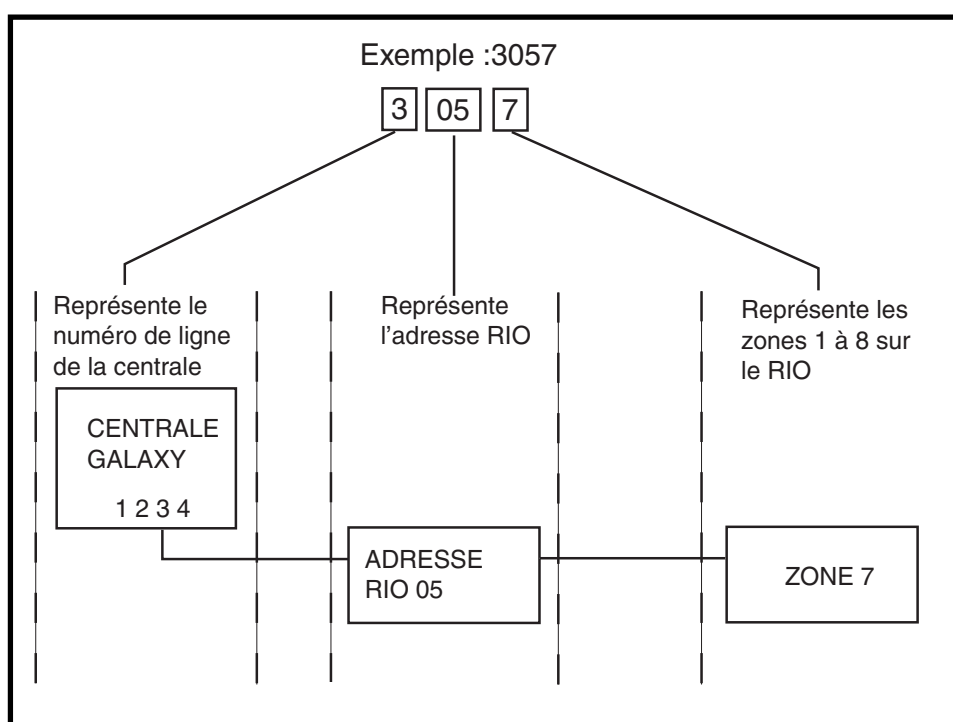 Exemple :3057
3 05 7
Représente le
numéro de ligne
de la centrale
Représente
l'adresse RIO
Représente les
zones 1 à 8 sur
le RIO
CENTRALE
GALAXY
1 2 3 4
ADRESSE
RIO 05
ZONE 7